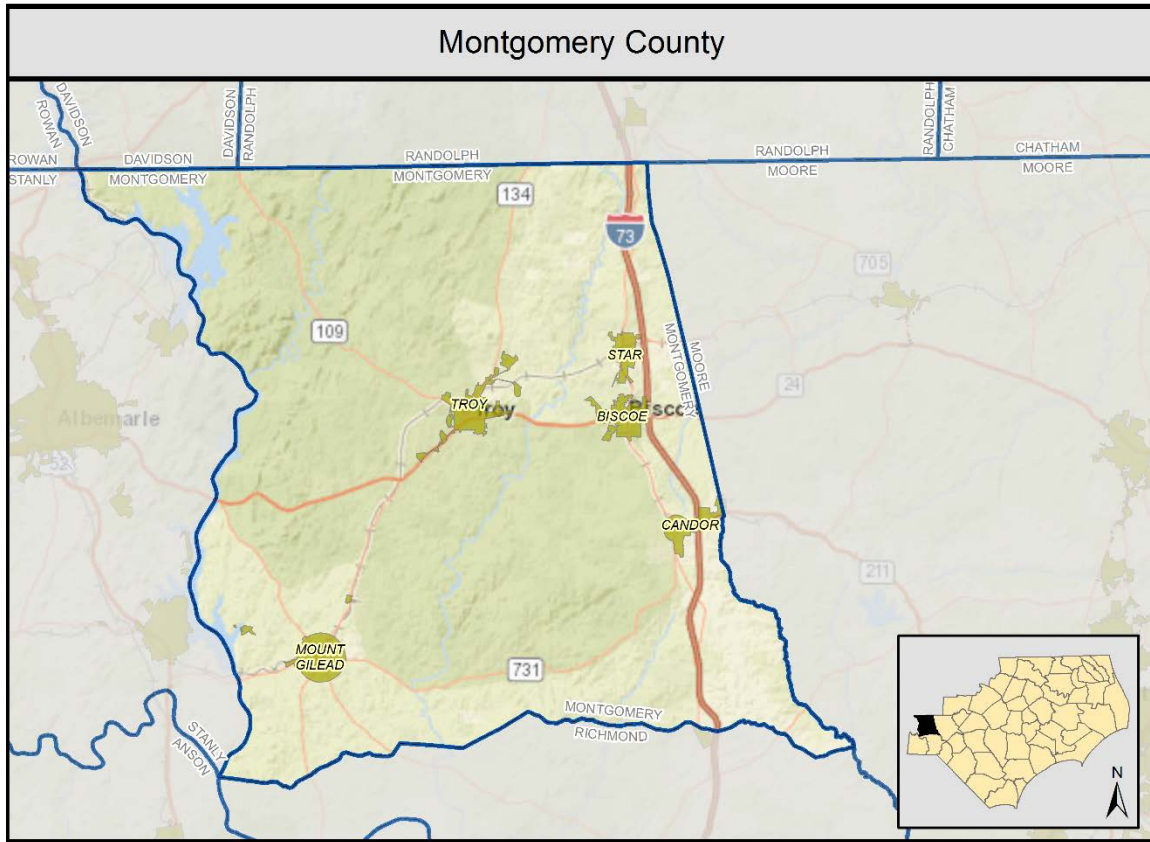 Montgomery County
DAVIDSON
ROWAN
DAVIDSON
RANDOLPH
RANDOLPH
CHATHAM
ROWAN
STANLY
DAVIDSON
MONTGOMERY
RANDOLPH
MONTGOMERY
RANDOLPH
MOORE
CHATHAM
MOORE
134
73
705
109
MOORE
MONTGOMERY
STAR
24
TROY
Troy
BISCOE
Biscoe
Albemarle
52
CANDOR
211
MOUNT
GILEAD
731
MONTGOMERY
RICHMOND
STANLY
ANSON
N